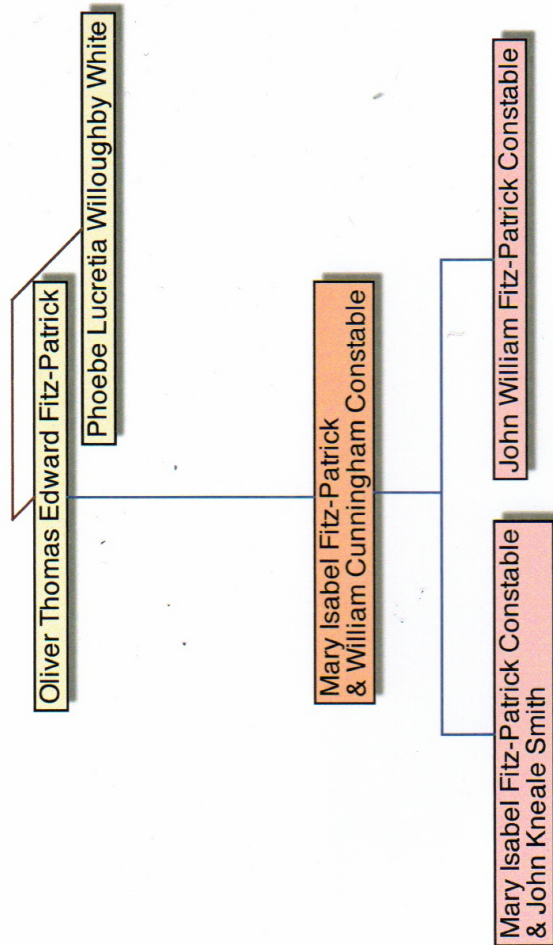 Oliver Thomas Edward Fitz-Patrick
Phoebe Lucretia Willoughby White
Mary Isabel Fitz-Patrick
& William Cunningham Constable
Mary Isabel Fitz-Patrick Constable
& John Kneale Smith
John William Fitz-Patrick Constable